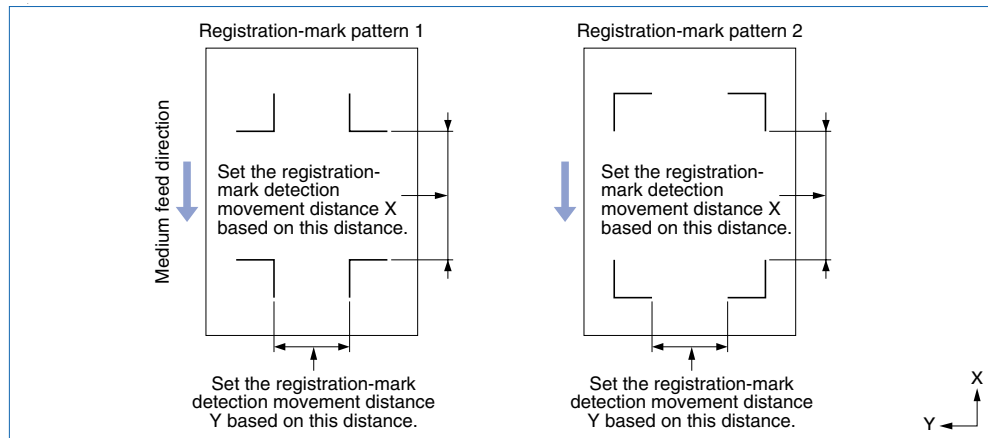 Registration-mark pattern 1
Medium feed direction
Set the registration-
mark detection
movement distance X
based on this distance.
Set the registration-mark
detection movement distance
Y based on this distance.
Registration-mark pattern 2
Set the registration-
mark detection
movement distance X
based on this distance.
Set the registration-mark
detection movement distance
Y based on this distance.
X
Y